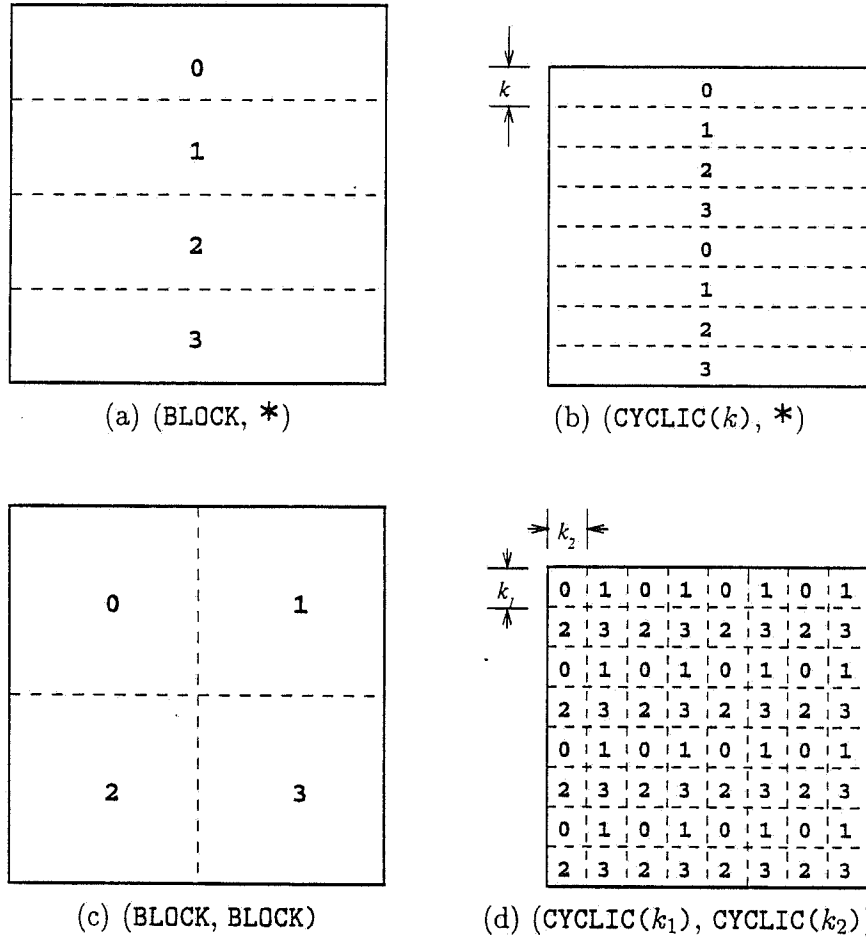 0
1
2
3
(a) (BLOCK, *)
k
0
1
2
3
0
1
2
3
(b) (CYCLIC(k), *)
0 1
2 3
(c) (BLOCK, BLOCK)
k₂
k₁
0 1 0 1 0 1 0 1
2 3 2 3 2 3 2 3
0 1 0 1 0 1 0 1
2 3 2 3 2 3 2 3
0 1 0 1 0 1 0 1
2 3 2 3 2 3 2 3
0 1 0 1 0 1 0 1
2 3 2 3 2 3 2 3
(d) (CYCLIC(k₁), CYCLIC(k₂)